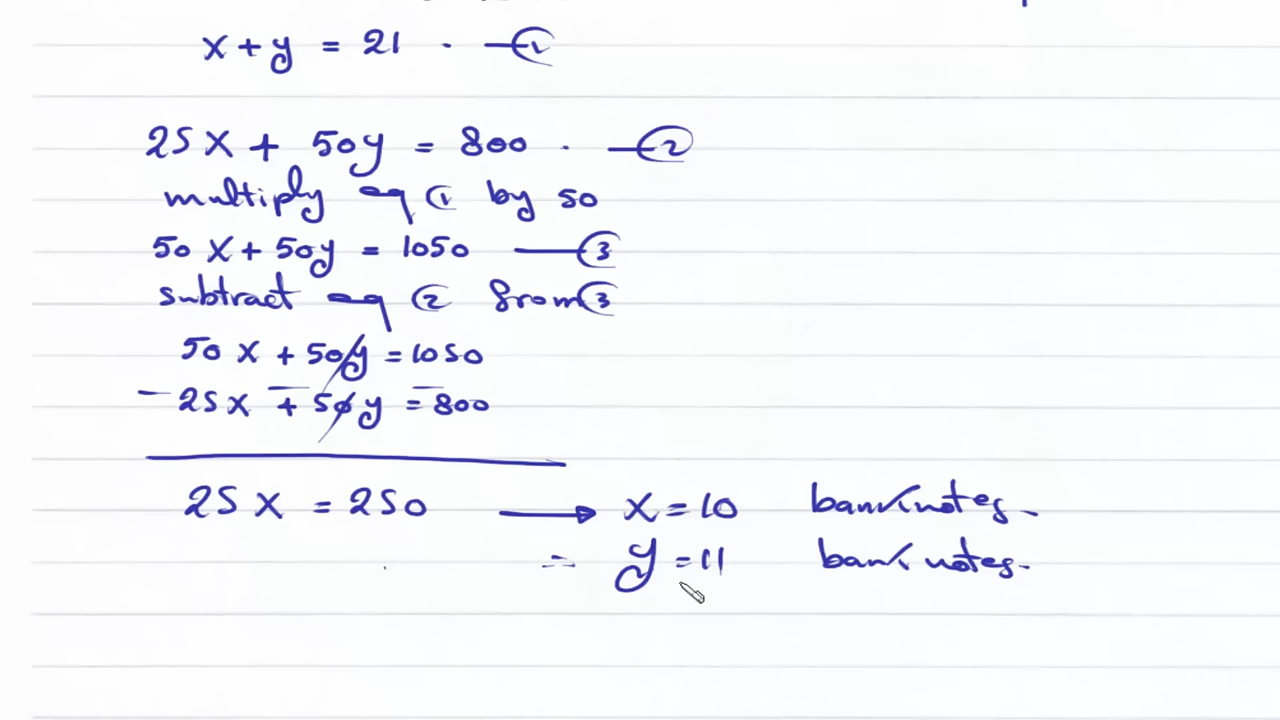 x + y = 21 . — ①
25x + 50y = 800 . — ②
multiply eq ① by 50
50x + 50y = 1050 — ③
subtract eq ② from ③
50x + 50y = 1050
- 25x + 50y = 800
25x = 250 → x = 10 banknotes.
∴ y = 11 banknotes.